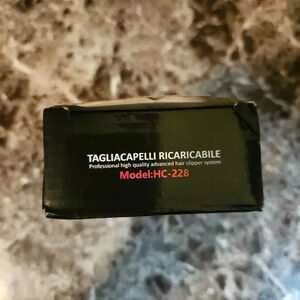 TAGLIACAPELLI RICARICABILE
Professional high quality advanced hair clipper system
Model:HC-228